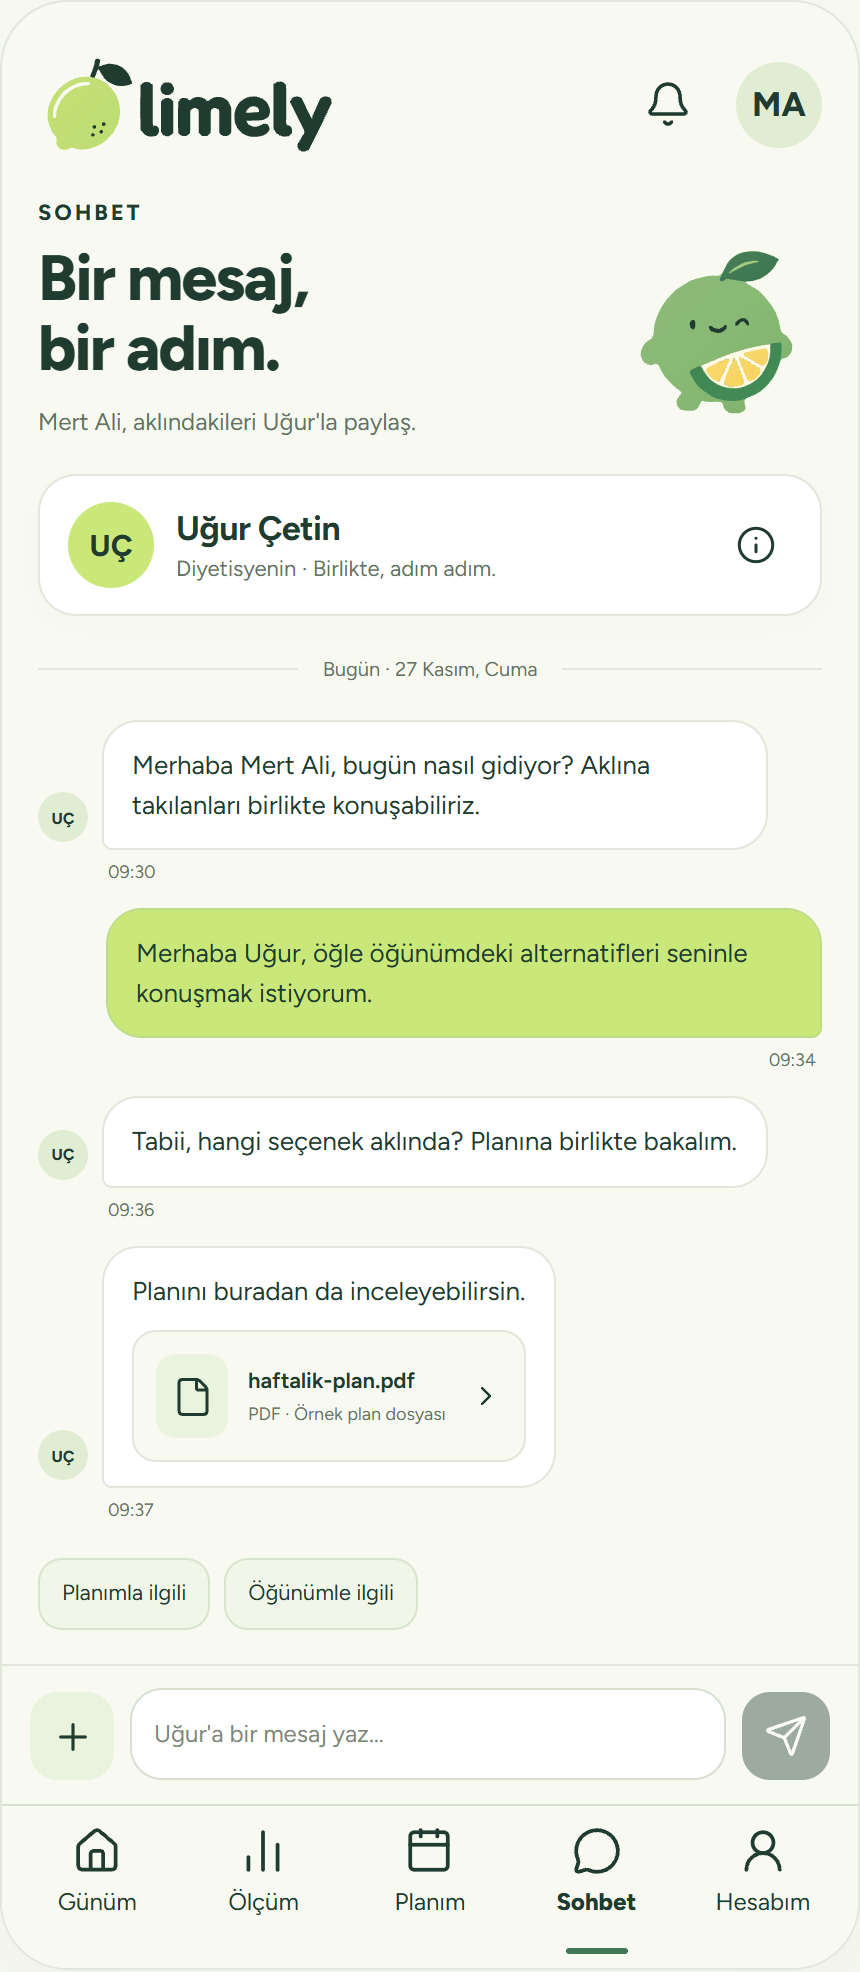 limely
MA
SOHBET
Bir mesaj,
bir adım.
Mert Ali, aklındakileri Uğur'la paylaş.
UÇ
Uğur Çetin
Diyetisyenin · Birlikte, adım adım.
Bugün · 27 Kasım, Cuma
Merhaba Mert Ali, bugün nasıl gidiyor? Aklına
takılanları birlikte konuşabiliriz.
UÇ
09:30
Merhaba Uğur, öğle öğünümdeki alternatifleri seninle
konuşmak istiyorum.
09:34
Tabii, hangi seçenek aklında? Planına birlikte bakalım.
UÇ
09:36
Planını buradan da inceleyebilirsin.
haftalik-plan.pdf
PDF · Örnek plan dosyası
UÇ
09:37
Planımla ilgili
Öğünümle ilgili
Uğur'a bir mesaj yaz...
Günüm
Ölçüm
Planım
Sohbet
Hesabım